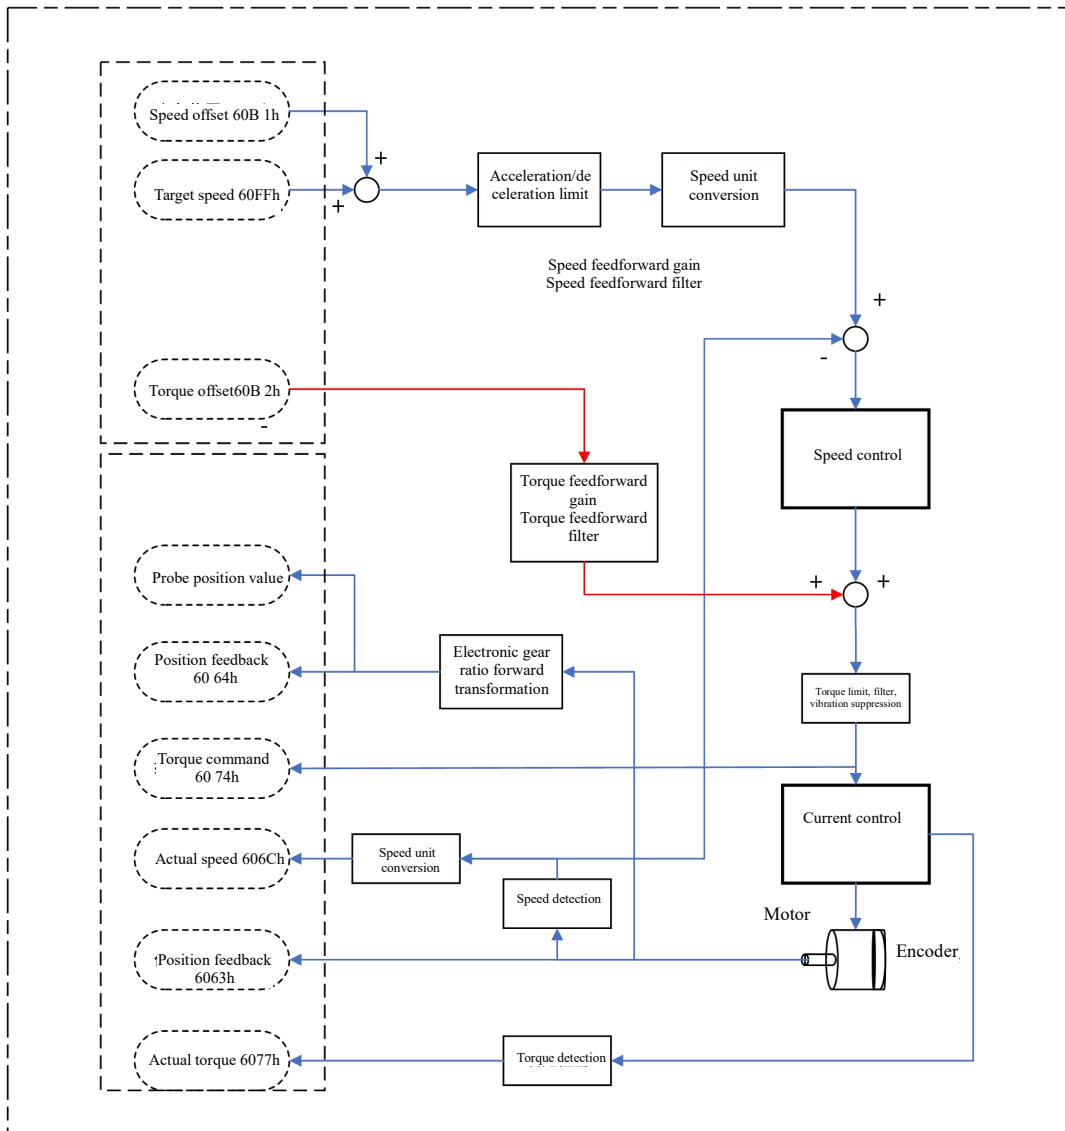 Speed offset 60B 1h
+
Target speed 60FFh
+
Acceleration/de
celeration limit
Speed unit
conversion
Speed feedforward gain
Speed feedforward filter
+
-
Torque offset60B 2h
-
Speed control
Torque feedforward
gain
Torque feedforward
filter
+
+
Probe position value
Position feedback
60 64h
Electronic gear
ratio forward
transformation
Torque limit, filter,
vibration suppression
Torque command
60 74h
Current control
Actual speed 606Ch
Speed unit
conversion
Speed detection
Motor
Encoder
Position feedback
6063h
Actual torque 6077h
Torque detection